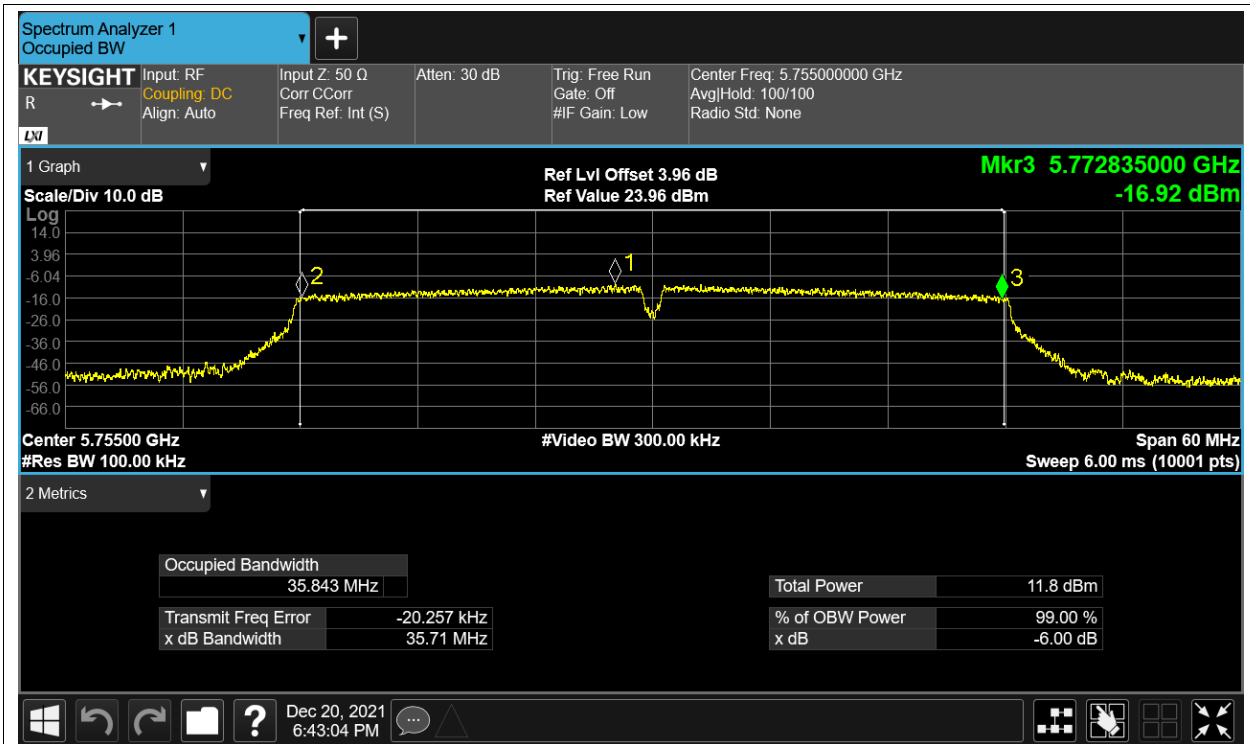 Spectrum Analyzer 1
Occupied BW
KEYSIGHT
R
LXI
Input: RF
Coupling: DC
Align: Auto
Input Z: 50 Ω
Corr CCorr
Freq Ref: Int (S)
Atten: 30 dB
Trig: Free Run
Gate: Off
#IF Gain: Low
Center Freq: 5.755000000 GHz
Avg|Hold: 100/100
Radio Std: None
1 Graph
Scale/Div 10.0 dB
Ref Lvl Offset 3.96 dB
Ref Value 23.96 dBm
Mkr3 5.772835000 GHz
-16.92 dBm
Log
14.0
3.96
-6.04
-16.0
-26.0
-36.0
-46.0
-56.0
-66.0
2
1
3
Center 5.75500 GHz
#Res BW 100.00 kHz
#Video BW 300.00 kHz
Span 60 MHz
Sweep 6.00 ms (10001 pts)
2 Metrics
Occupied Bandwidth
35.843 MHz
Transmit Freq Error -20.257 kHz
x dB Bandwidth 35.71 MHz
Total Power 11.8 dBm
% of OBW Power 99.00 %
x dB -6.00 dB
?
Dec 20, 2021
6:43:04 PM